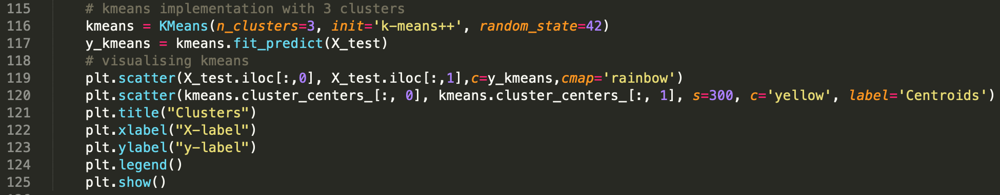 115 # kmeans implementation with 3 clusters
116 kmeans = KMeans(n_clusters=3, init='k-means++', random_state=42)
117 y_kmeans = kmeans.fit_predict(X_test)
118 # visualising kmeans
119 plt.scatter(X_test.iloc[:,0], X_test.iloc[:,1],c=y_kmeans,cmap='rainbow')
120 plt.scatter(kmeans.cluster_centers_[:, 0], kmeans.cluster_centers_[:, 1], s=300, c='yellow', label='Centroids')
121 plt.title("Clusters")
122 plt.xlabel("X-label")
123 plt.ylabel("y-label")
124 plt.legend()
125 plt.show()